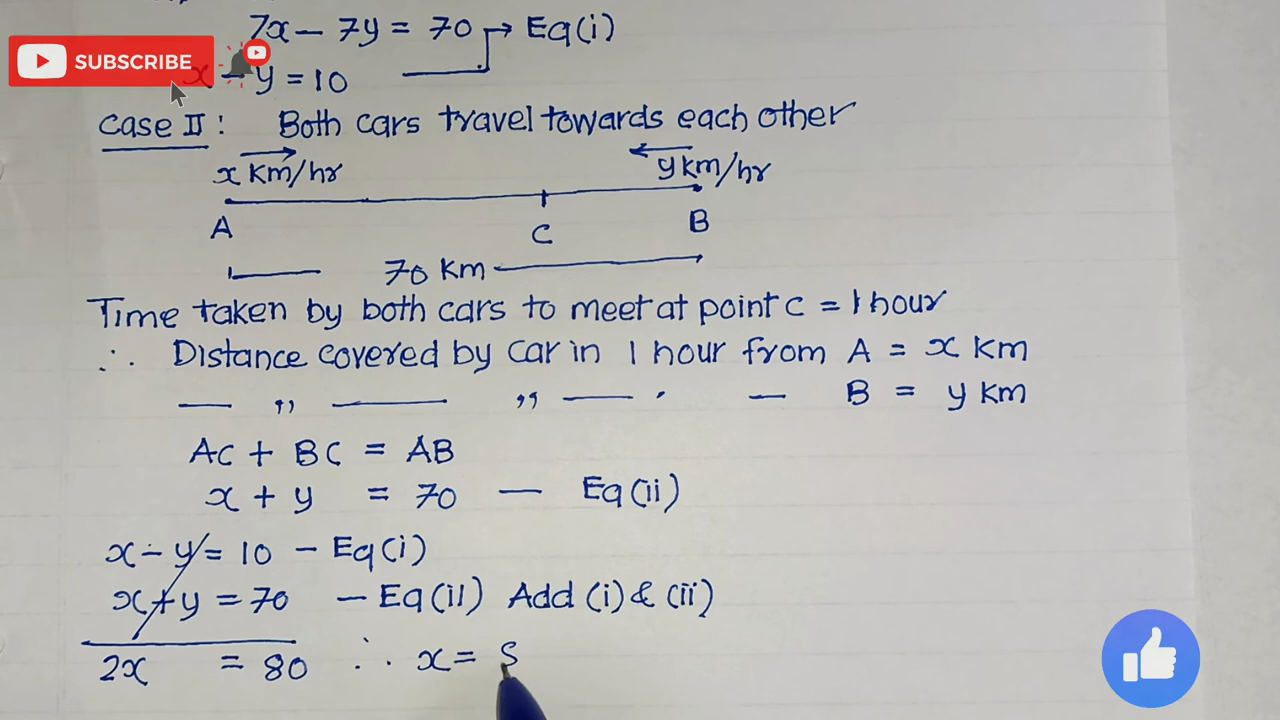 7x - 7y = 70 → Eq(i)
SUBSCRIBE
x - y = 10
Case II : Both cars travel towards each other
x Km/hr y km/hr
A C B
70 Km
Time taken by both cars to meet at point C = 1 hour
∴ Distance covered by car in 1 hour from A = x Km
— ,, — ,, — — B = y Km
AC + BC = AB
x + y = 70 — Eq (ii)
x - y = 10 - Eq(i)
x + y = 70 - Eq(ii) Add (i) & (ii)
2x = 80 ∴ x = 8